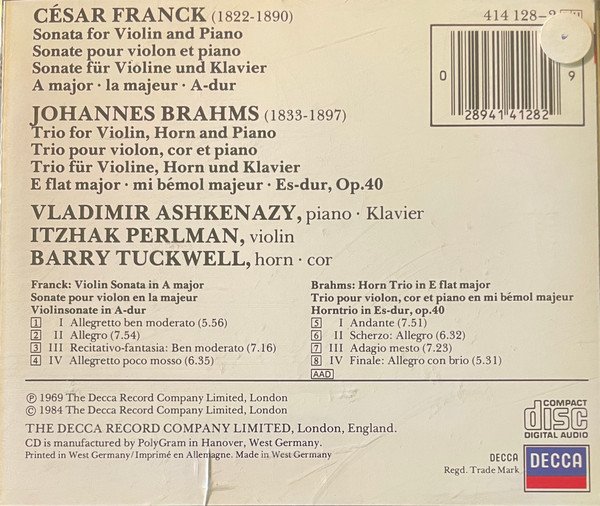 CÉSAR FRANCK (1822-1890)
Sonata for Violin and Piano
Sonate pour violon et piano
Sonate für Violine und Klavier
A major · la majeur · A-dur
JOHANNES BRAHMS (1833-1897)
Trio for Violin, Horn and Piano
Trio pour violon, cor et piano
Trio für Violine, Horn und Klavier
E flat major · mi bémol majeur · Es-dur, Op.40
VLADIMIR ASHKENAZY, piano · Klavier
ITZHAK PERLMAN, violin
BARRY TUCKWELL, horn · cor
414 128-2
0 28941 41282 9
Franck: Violin Sonata in A major
Sonate pour violon en la majeur
Violinsonate in A-dur
1 I Allegretto ben moderato (5.56)
2 II Allegro (7.54)
3 III Recitativo-fantasia: Ben moderato (7.16)
4 IV Allegretto poco mosso (6.35)
Brahms: Horn Trio in E flat major
Trio pour violon, cor et piano en mi bémol majeur
Horntrio in Es-dur, op.40
5 I Andante (7.51)
6 II Scherzo: Allegro (6.32)
7 III Adagio mesto (7.23)
8 IV Finale: Allegro con brio (5.31)
AAD
℗ 1969 The Decca Record Company Limited, London
© 1984 The Decca Record Company Limited, London
THE DECCA RECORD COMPANY LIMITED, London, England.
CD is manufactured by PolyGram in Hanover, West Germany.
Printed in West Germany/Imprimé en Allemagne. Made in West Germany
COMPACT
disc
DIGITAL AUDIO
DECCA
Regd. Trade Mark
DECCA